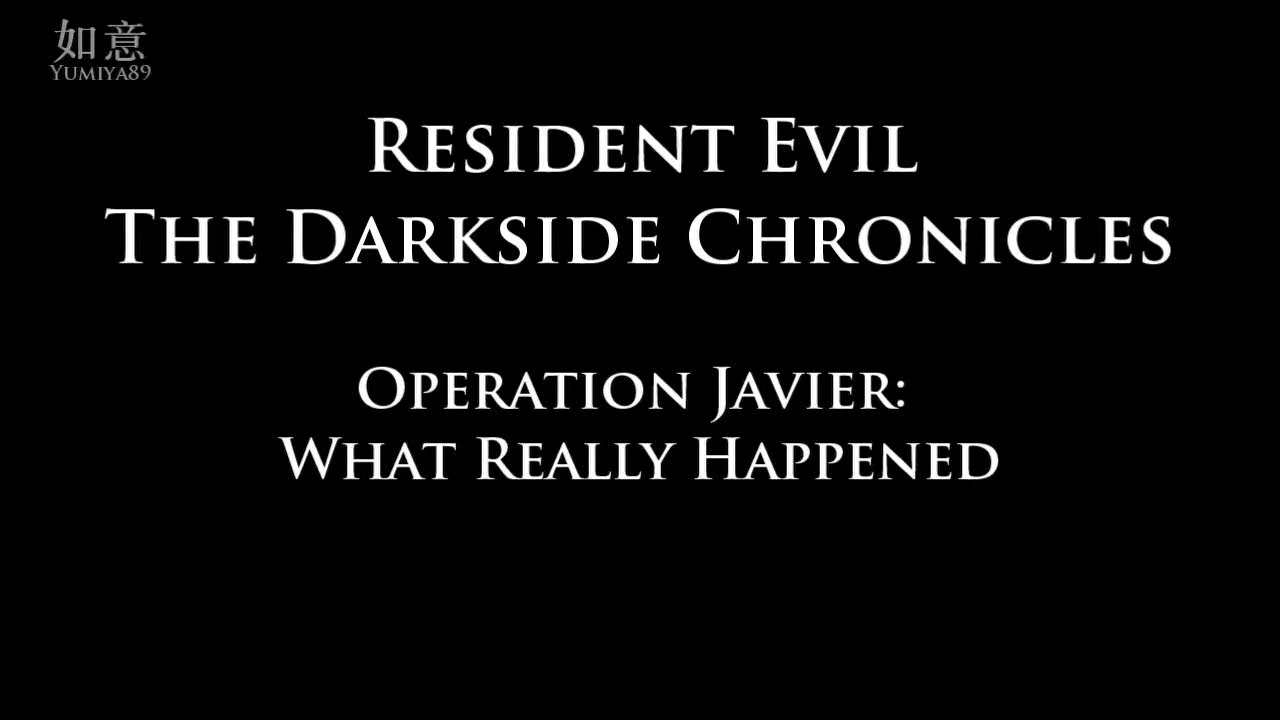 如意
YUMIYA89
RESIDENT EVIL
THE DARKSIDE CHRONICLES
OPERATION JAVIER:
WHAT REALLY HAPPENED